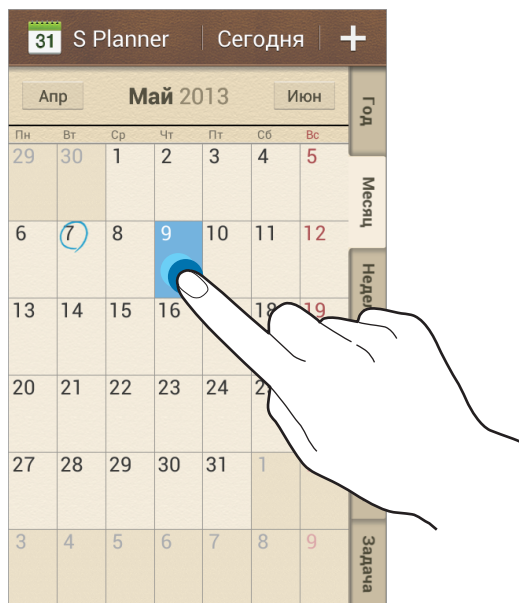 31 S Planner Сегодня +
Апр Май 2013 Июн
Год
Пн Вт Ср Чт Пт Сб Вс
29 30 1 2 3 4 5
Месяц
6 7 8 9 10 11 12
13 14 15 16 18 19
20 21 22 23 24
27 28 29 30 31 1
3 4 5 6 7 8 9
Задача